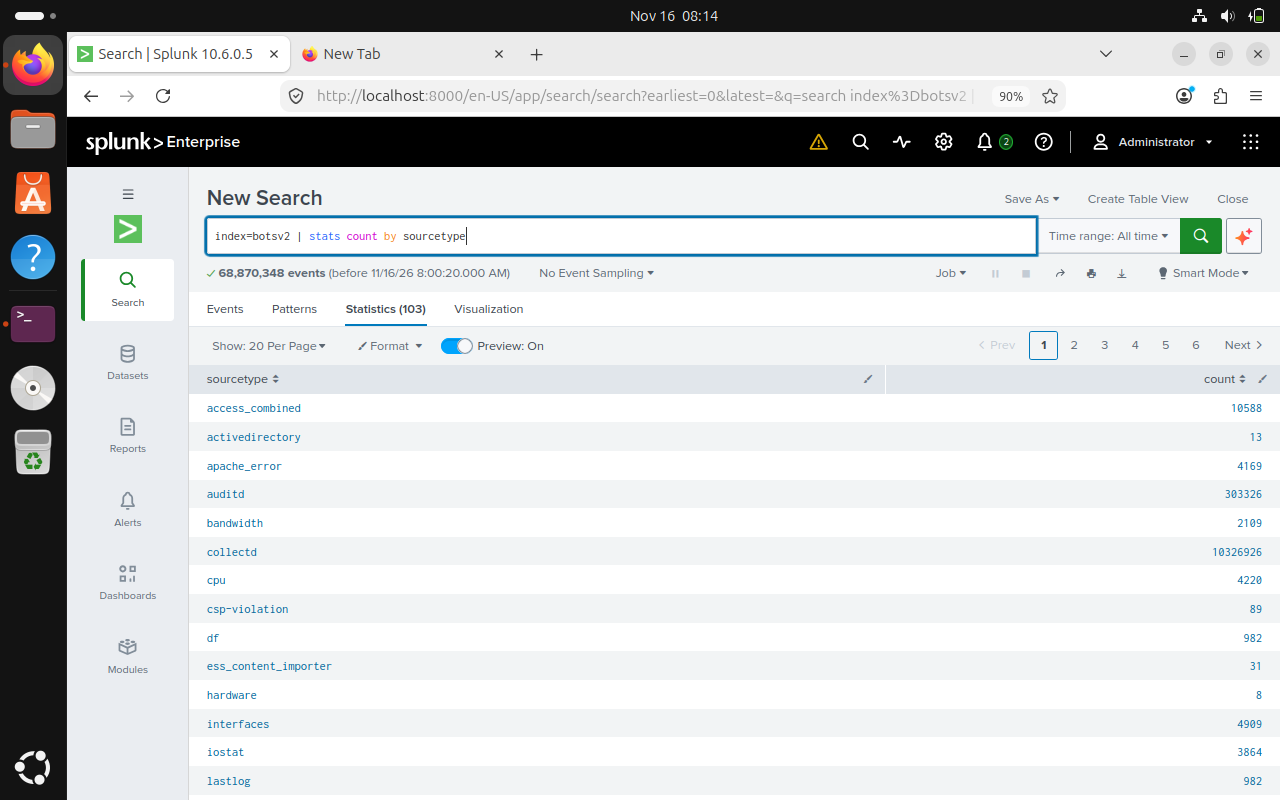 Nov 16 08:14
Search | Splunk 10.6.0.5
New Tab
http://localhost:8000/en-US/app/search/search?earliest=0&latest=&q=search index%3Dbotsv2 |
90%
splunk> Enterprise
2
Administrator
New Search
Save As
Create Table View
Close
index=botsv2 | stats count by sourcetype
Time range: All time
68,870,348 events (before 11/16/26 8:00:20.000 AM)
No Event Sampling
Job
Smart Mode
Search
Datasets
Reports
Alerts
Dashboards
Modules
Events
Patterns
Statistics (103)
Visualization
Show: 20 Per Page
Format
Preview: On
< Prev 1 2 3 4 5 6 Next >
sourcetype count
access_combined 10588
activedirectory 13
apache_error 4169
auditd 303326
bandwidth 2109
collectd 10326926
cpu 4220
csp-violation 89
df 982
ess_content_importer 31
hardware 8
interfaces 4909
iostat 3864
lastlog 982